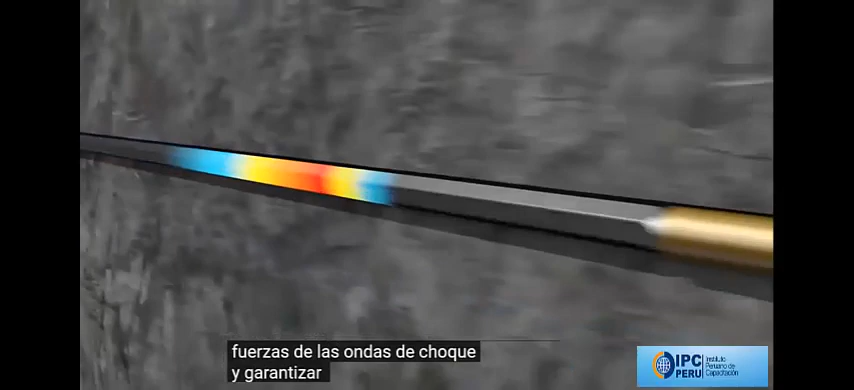 fuerzas de las ondas de choque
y garantizar
IPC
PERU
Instituto
Peruano de
Capacitación